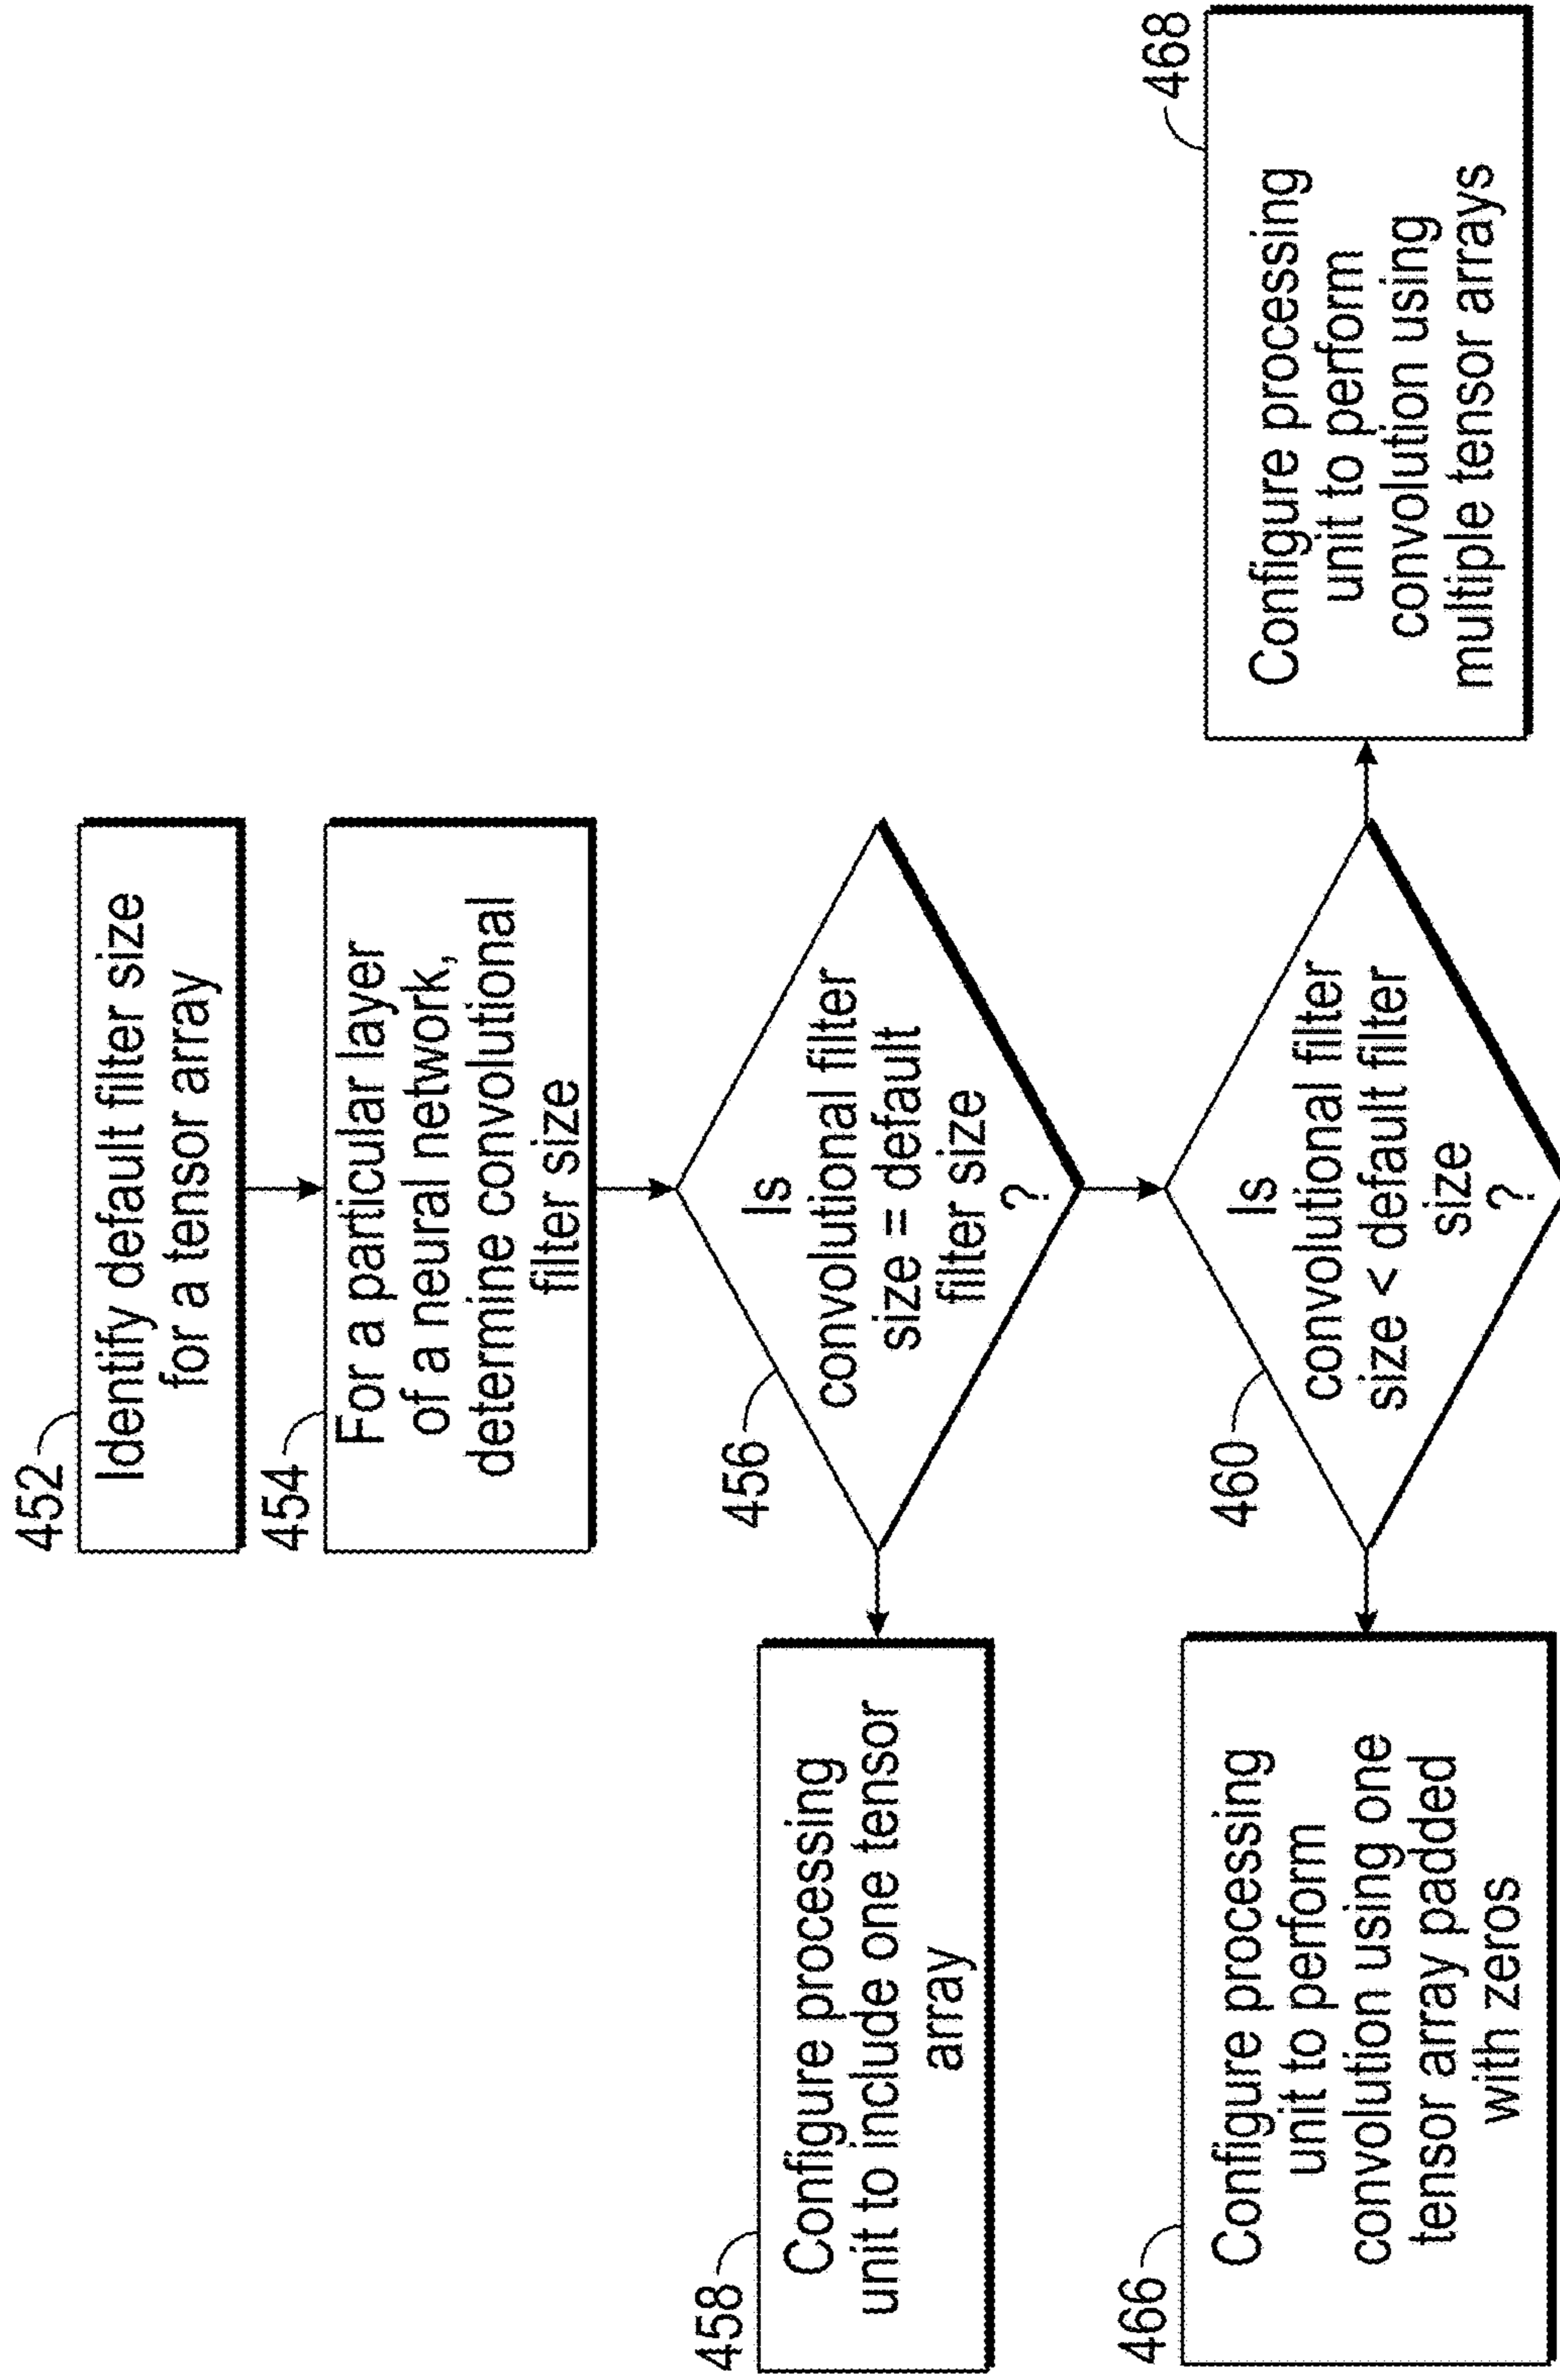 452
Identify default filter size
for a tensor array
454
For a particular layer
of a neural network,
determine convolutional
filter size
456
Is
convolutional filter
size = default
filter size
?
458
Configure processing
unit to include one tensor
array
460
Is
convolutional filter
size < default filter
size
?
466
Configure processing
unit to perform
convolution using one
tensor array padded
with zeros
468
Configure processing
unit to perform
convolution using
multiple tensor arrays